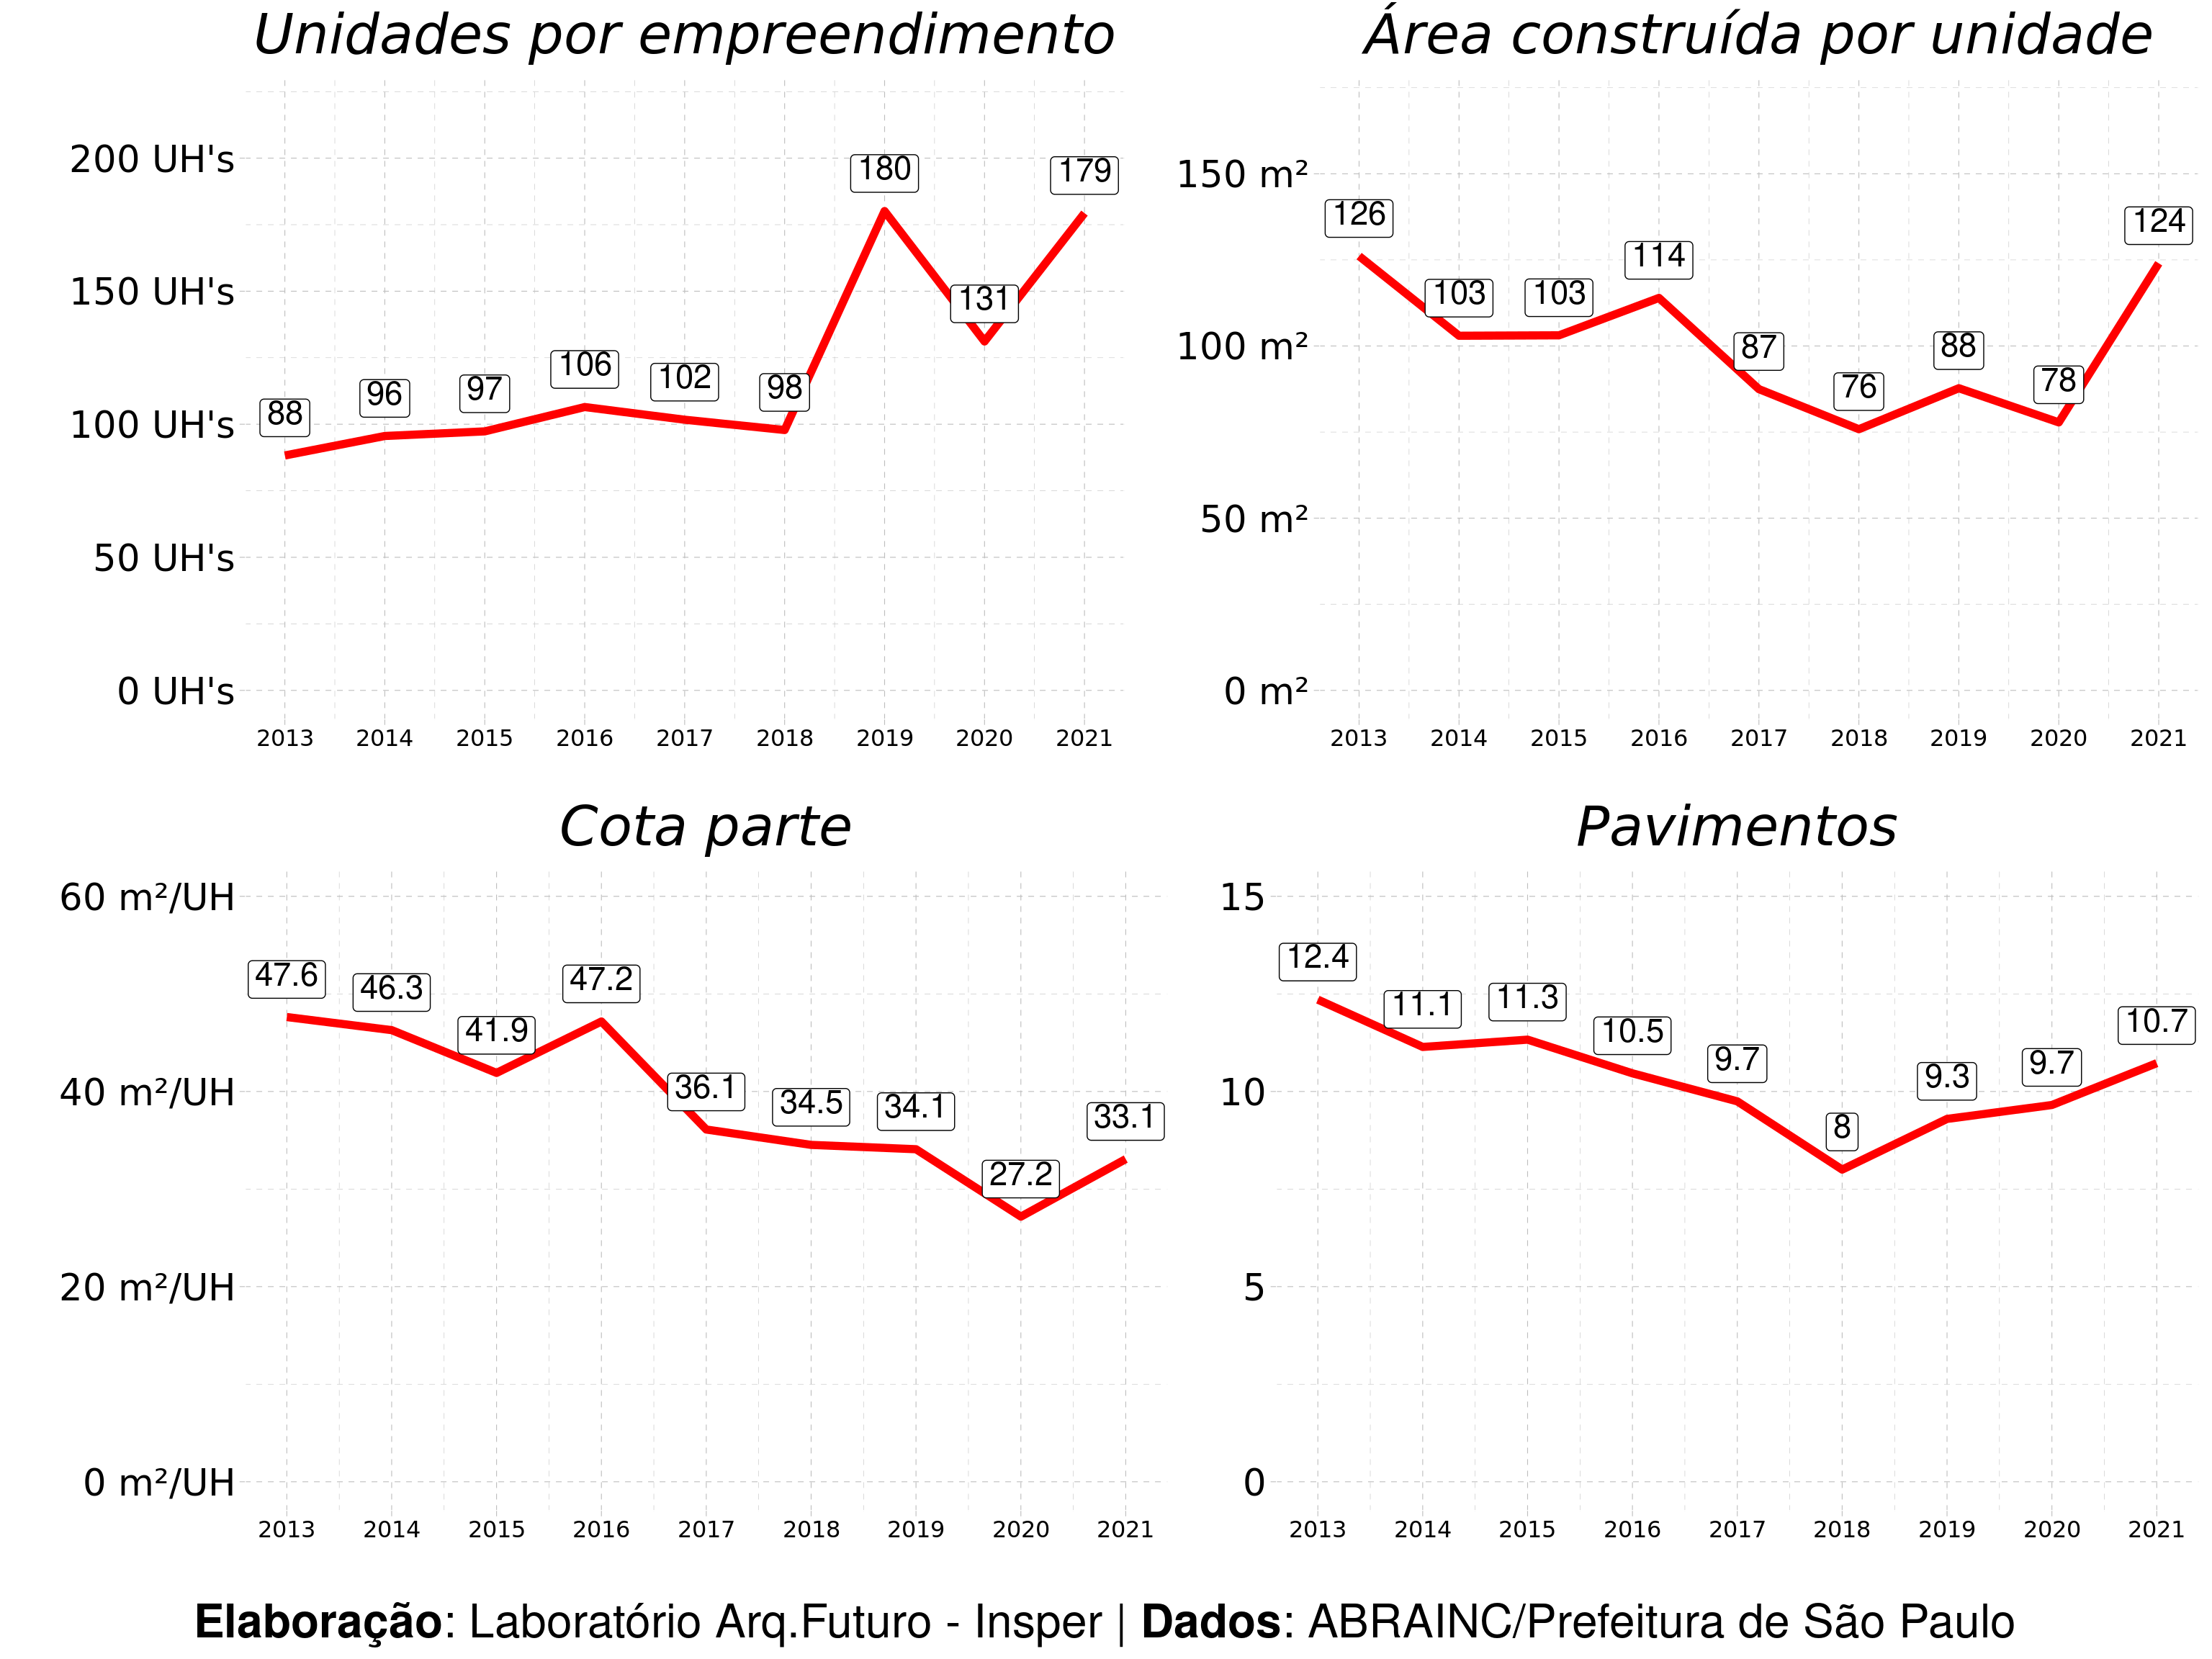 Unidades por empreendimento
200 UH's
150 UH's
100 UH's
50 UH's
0 UH's
88
96
97
106
102
98
180
131
179
2013 2014 2015 2016 2017 2018 2019 2020 2021
Área construída por unidade
150 m²
100 m²
50 m²
0 m²
126
103
103
114
87
76
88
78
124
2013 2014 2015 2016 2017 2018 2019 2020 2021
Cota parte
60 m²/UH
40 m²/UH
20 m²/UH
0 m²/UH
47.6
46.3
41.9
47.2
36.1
34.5
34.1
27.2
33.1
2013 2014 2015 2016 2017 2018 2019 2020 2021
Pavimentos
15
10
5
0
12.4
11.1
11.3
10.5
9.7
8
9.3
9.7
10.7
2013 2014 2015 2016 2017 2018 2019 2020 2021
Elaboração: Laboratório Arq.Futuro - Insper | Dados: ABRAINC/Prefeitura de São Paulo